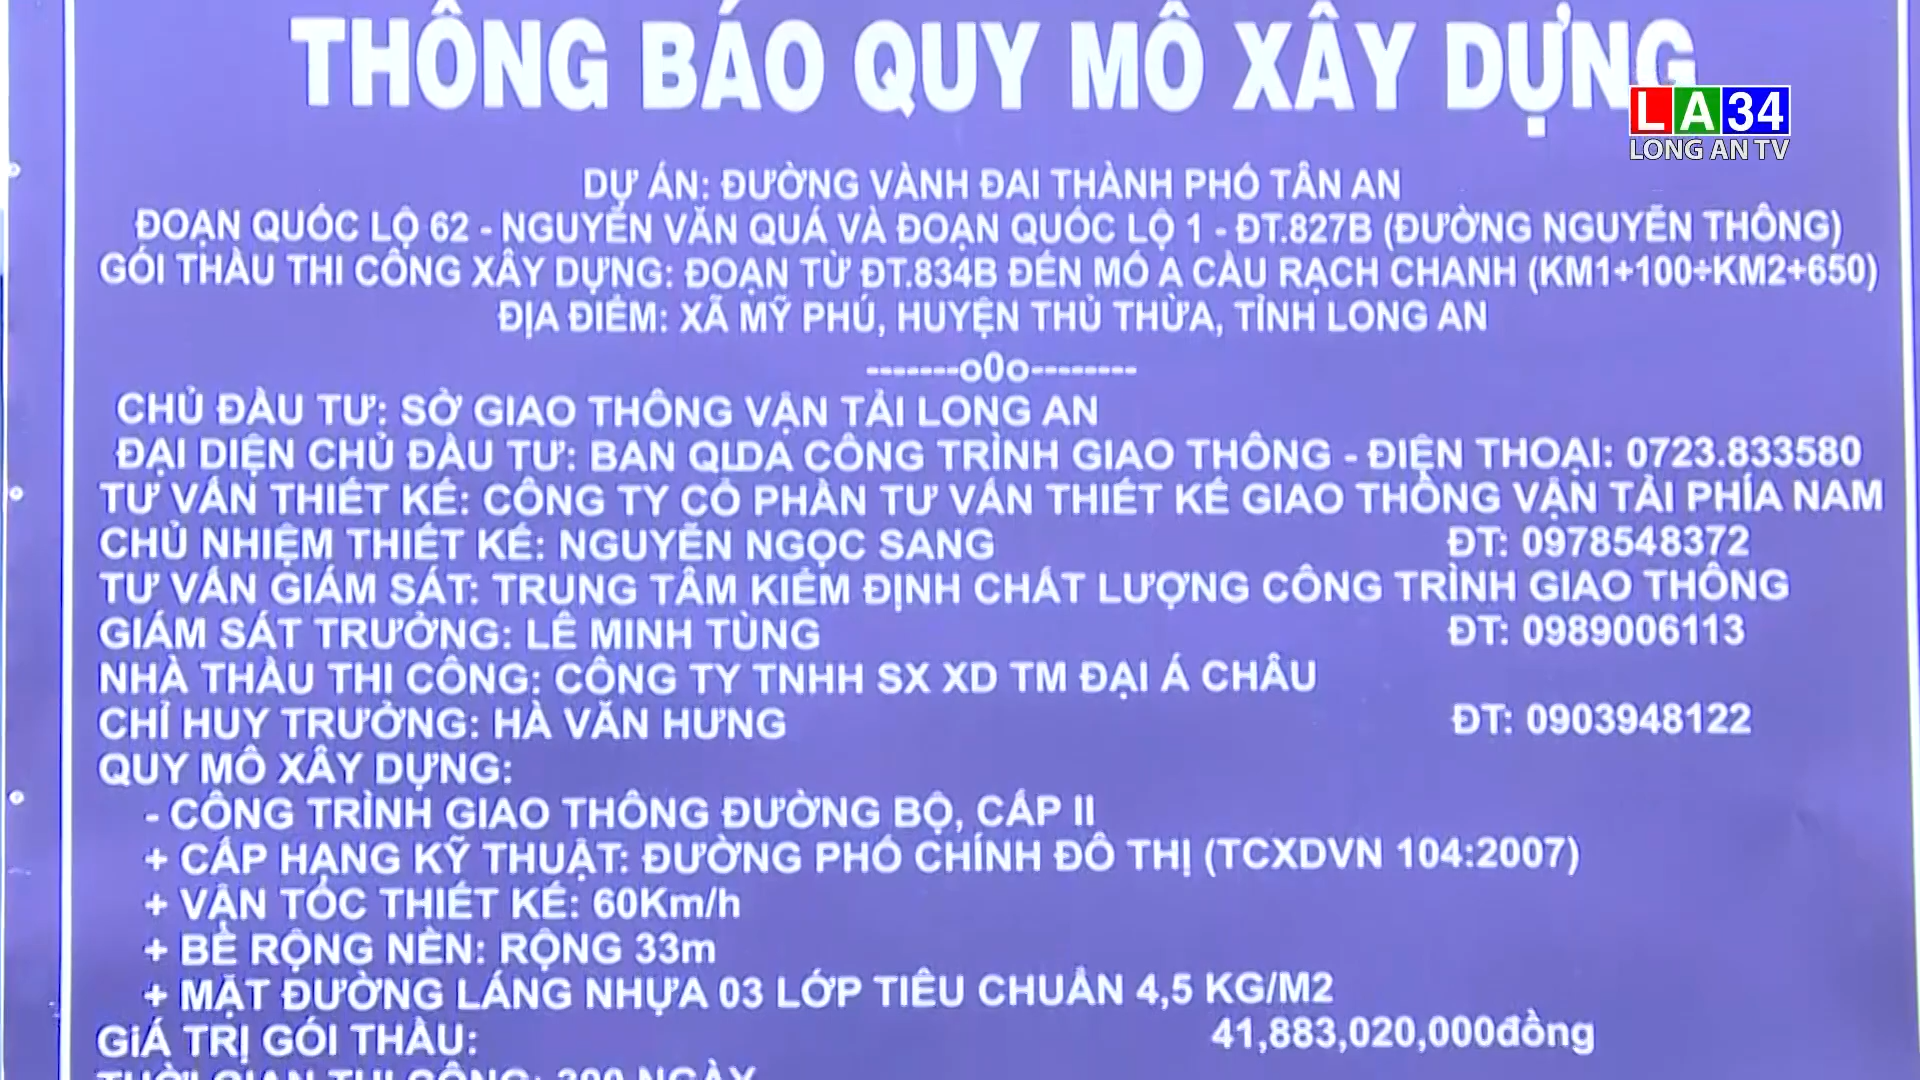 THÔNG BÁO QUY MÔ XÂY DỰNG
LA34
LONG AN TV
DỰ ÁN: ĐƯỜNG VÀNH ĐAI THÀNH PHỐ TÂN AN
ĐOẠN QUỐC LỘ 62 - NGUYỄN VĂN QUÁ VÀ ĐOẠN QUỐC LỘ 1 - ĐT.827B (ĐƯỜNG NGUYỄN THÔNG)
GÓI THẦU THI CÔNG XÂY DỰNG: ĐOẠN TỪ ĐT.834B ĐẾN MỐ A CẦU RẠCH CHANH (KM1+100÷KM2+650)
ĐỊA ĐIỂM: XÃ MỸ PHÚ, HUYỆN THỦ THỪA, TỈNH LONG AN
-------o0o--------
CHỦ ĐẦU TƯ: SỞ GIAO THÔNG VẬN TẢI LONG AN
ĐẠI DIỆN CHỦ ĐẦU TƯ: BAN QLDA CÔNG TRÌNH GIAO THÔNG - ĐIỆN THOẠI: 0723.833580
TƯ VẤN THIẾT KẾ: CÔNG TY CỔ PHẦN TƯ VẤN THIẾT KẾ GIAO THÔNG VẬN TẢI PHÍA NAM
CHỦ NHIỆM THIẾT KẾ: NGUYỄN NGỌC SANG ĐT: 0978548372
TƯ VẤN GIÁM SÁT: TRUNG TÂM KIỂM ĐỊNH CHẤT LƯỢNG CÔNG TRÌNH GIAO THÔNG
GIÁM SÁT TRƯỞNG: LÊ MINH TÙNG ĐT: 0989006113
NHÀ THẦU THI CÔNG: CÔNG TY TNHH SX XD TM ĐẠI Á CHÂU
CHỈ HUY TRƯỞNG: HÀ VĂN HƯNG ĐT: 0903948122
QUY MÔ XÂY DỰNG:
- CÔNG TRÌNH GIAO THÔNG ĐƯỜNG BỘ, CẤP II
+ CẤP HẠNG KỸ THUẬT: ĐƯỜNG PHỐ CHÍNH ĐÔ THỊ (TCXDVN 104:2007)
+ VẬN TỐC THIẾT KẾ: 60Km/h
+ BỀ RỘNG NỀN: RỘNG 33m
+ MẶT ĐƯỜNG LÁNG NHỰA 03 LỚP TIÊU CHUẨN 4,5 KG/M2
GiÁ TRỊ GÓI THẦU: 41,883,020,000đồng
THỜI GIAN THI CÔNG: 300 NGÀY